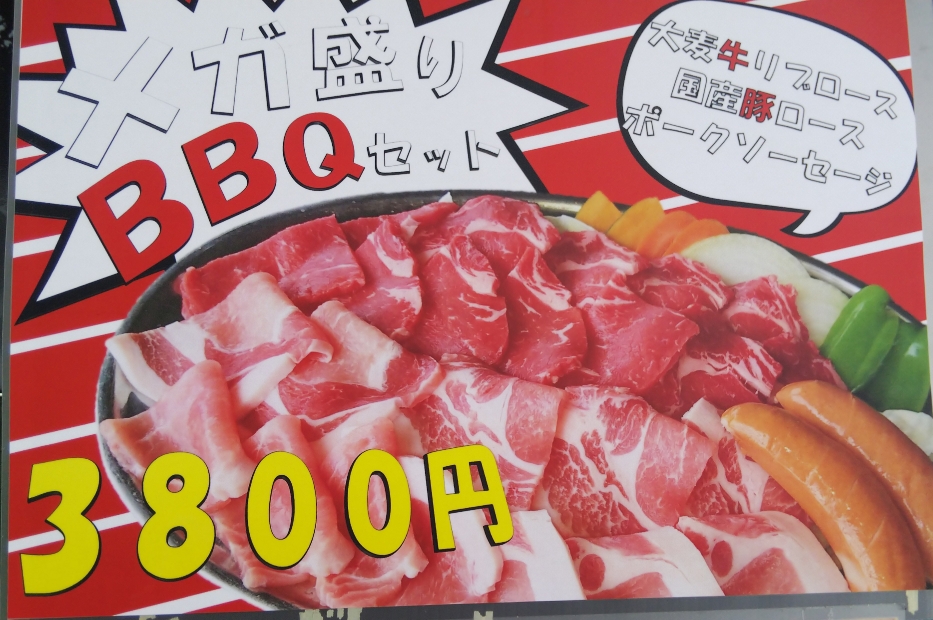 メガ盛り
BBQセット
大麦牛リブロース
国産豚ロース
ポークソーセージ
3800円